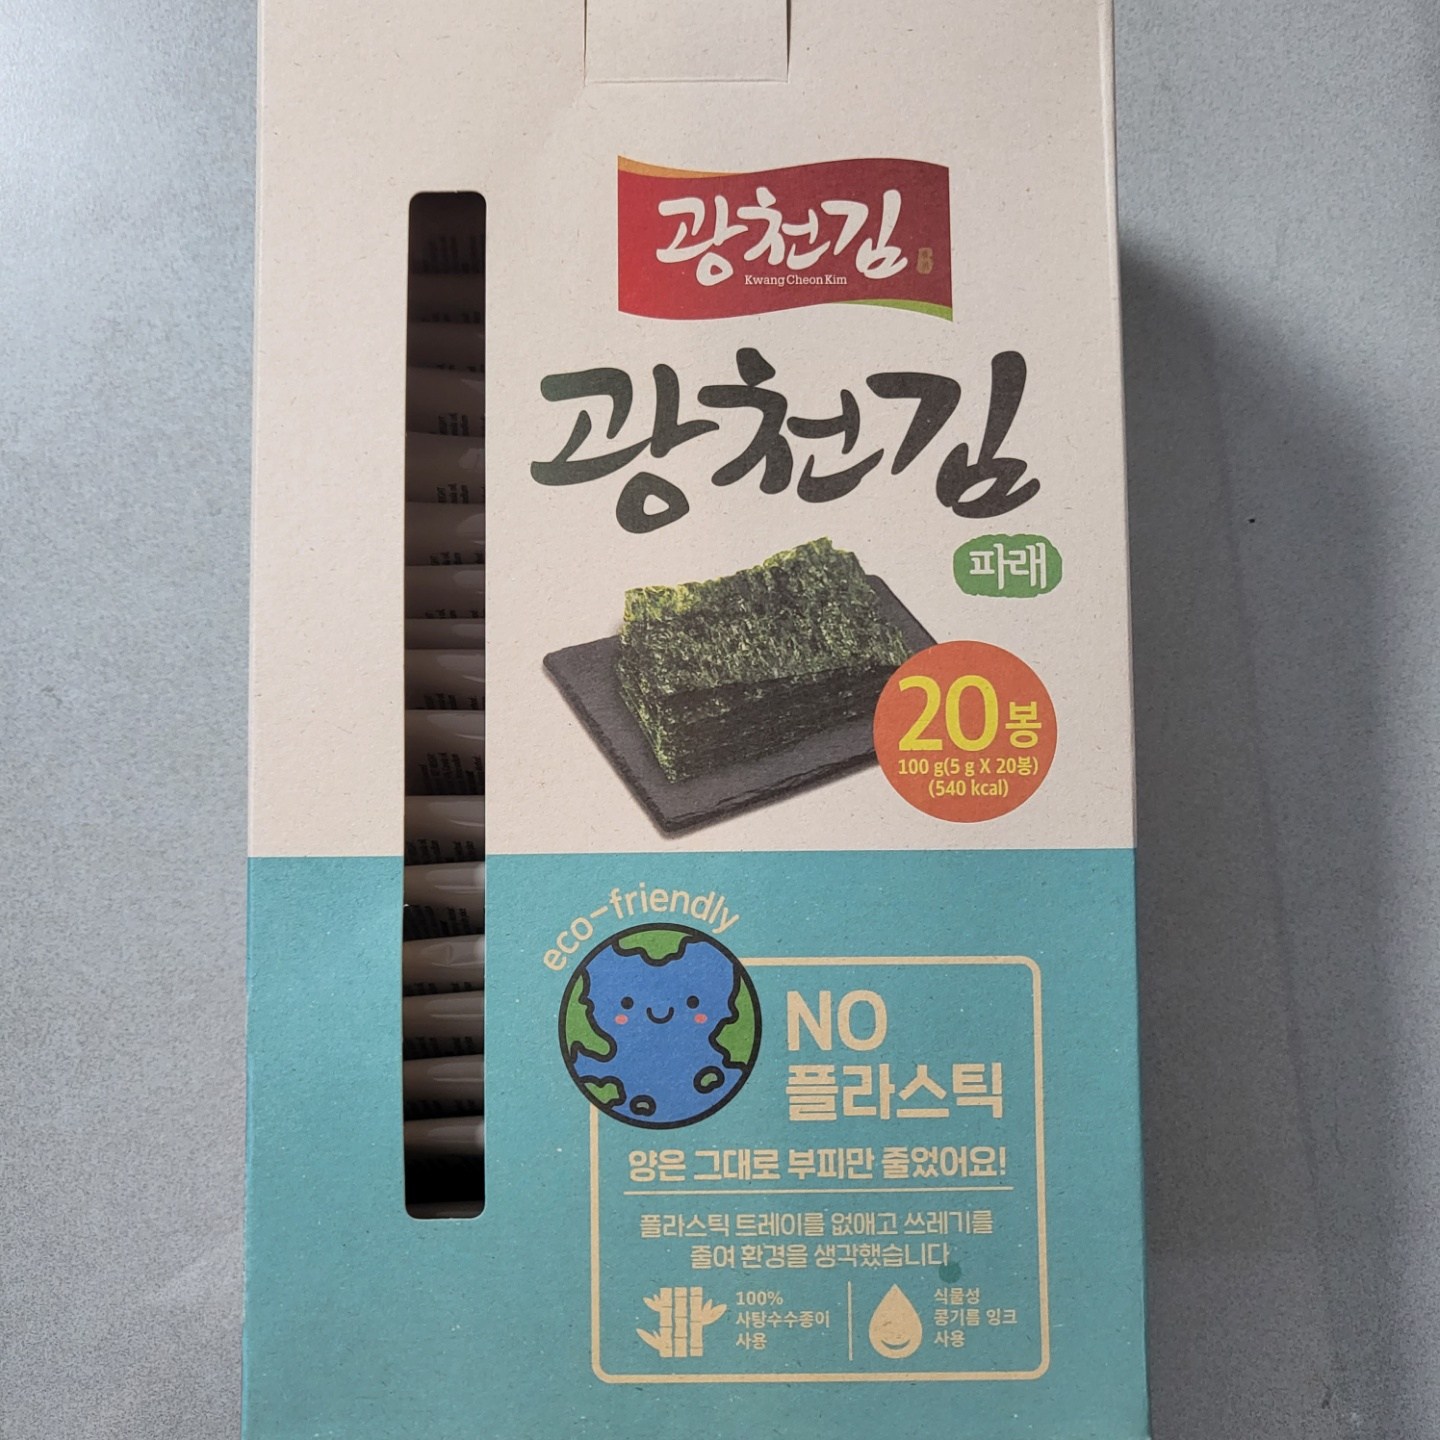 광천김
Kwang Cheon Kim
광천김
파래
20봉
100 g(5 g X 20봉)
(540 kcal)
eco-friendly
NO
플라스틱
양은 그대로 부피만 줄었어요!
플라스틱 트레이를 없애고 쓰레기를
줄여 환경을 생각했습니다
100%
사탕수수종이
사용
식물성
콩기름 잉크
사용